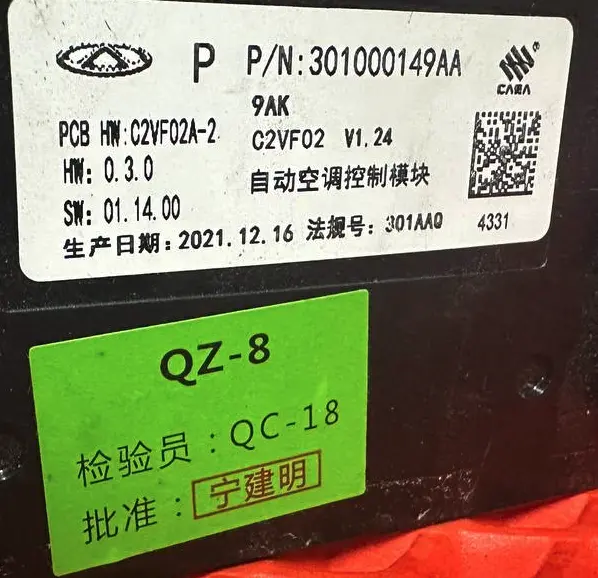 P P/N:301000149AA
9AK
PCB HW:C2VF02A-2 C2VF02 V1.24
HW: 0.3.0 自动空调控制模块
SW: 01.14.00
生产日期: 2021.12.16 法规号: 301AAQ 4331
QZ-8
检验员:QC-18
批准:宁建明